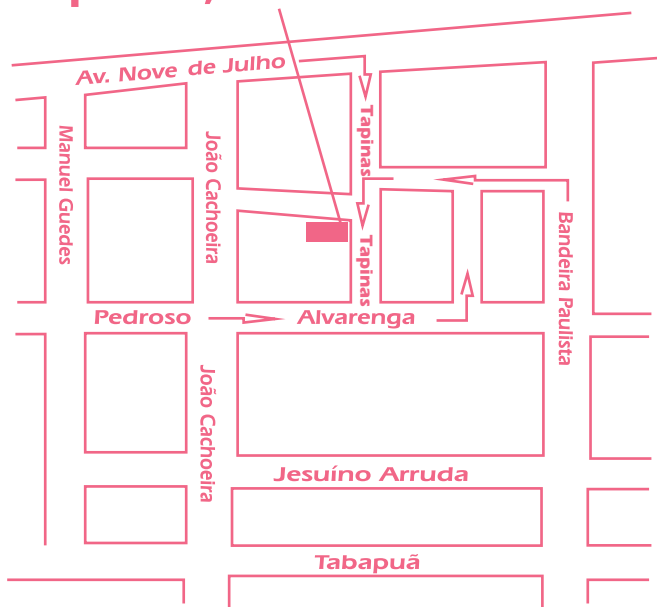 Av. Nove de Julho
Tapinas
Manuel Guedes
João Cachoeira
Tapinas
Bandeira Paulista
Pedroso
Alvarenga
João Cachoeira
Jesuíno Arruda
Tabapuã